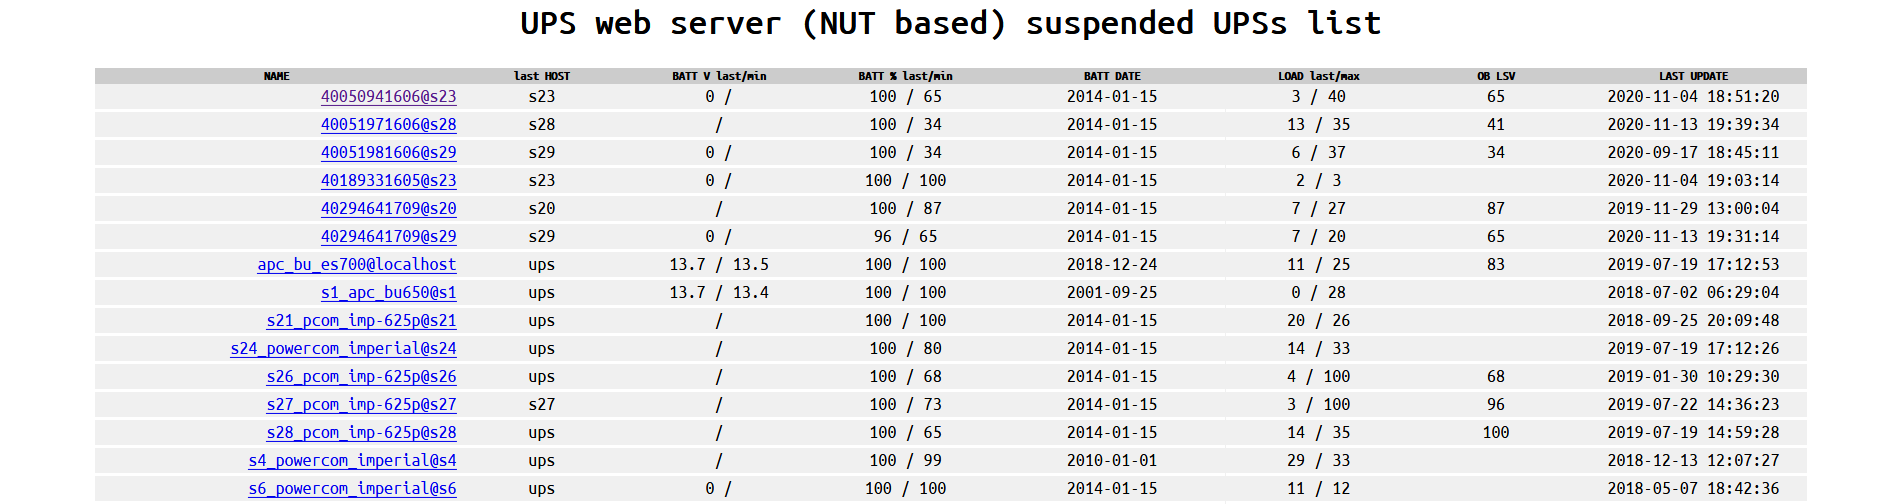 UPS web server (NUT based) suspended UPSs list
NAME last HOST BATT V last/min BATT % last/min BATT DATE LOAD last/max OB LSV LAST UPDATE
40050941606@s23 s23 0 / 100 / 65 2014-01-15 3 / 40 65 2020-11-04 18:51:20
40051971606@s28 s28 / 100 / 34 2014-01-15 13 / 35 41 2020-11-13 19:39:34
40051981606@s29 s29 0 / 100 / 34 2014-01-15 6 / 37 34 2020-09-17 18:45:11
40189331605@s23 s23 0 / 100 / 100 2014-01-15 2 / 3 2020-11-04 19:03:14
40294641709@s20 s20 / 100 / 87 2014-01-15 7 / 27 87 2019-11-29 13:00:04
40294641709@s29 s29 0 / 96 / 65 2014-01-15 7 / 20 65 2020-11-13 19:31:14
apc_bu_es700@localhost ups 13.7 / 13.5 100 / 100 2018-12-24 11 / 25 83 2019-07-19 17:12:53
s1_apc_bu650@s1 ups 13.7 / 13.4 100 / 100 2001-09-25 0 / 28 2018-07-02 06:29:04
s21_pcom_imp-625p@s21 ups / 100 / 100 2014-01-15 20 / 26 2018-09-25 20:09:48
s24_powercom_imperial@s24 ups / 100 / 80 2014-01-15 14 / 33 2019-07-19 17:12:26
s26_pcom_imp-625p@s26 ups / 100 / 68 2014-01-15 4 / 100 68 2019-01-30 10:29:30
s27_pcom_imp-625p@s27 s27 / 100 / 73 2014-01-15 3 / 100 96 2019-07-22 14:36:23
s28_pcom_imp-625p@s28 ups / 100 / 65 2014-01-15 14 / 35 100 2019-07-19 14:59:28
s4_powercom_imperial@s4 ups / 100 / 99 2010-01-01 29 / 33 2018-12-13 12:07:27
s6_powercom_imperial@s6 ups 0 / 100 / 100 2014-01-15 11 / 12 2018-05-07 18:42:36